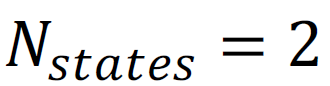 N_states = 2